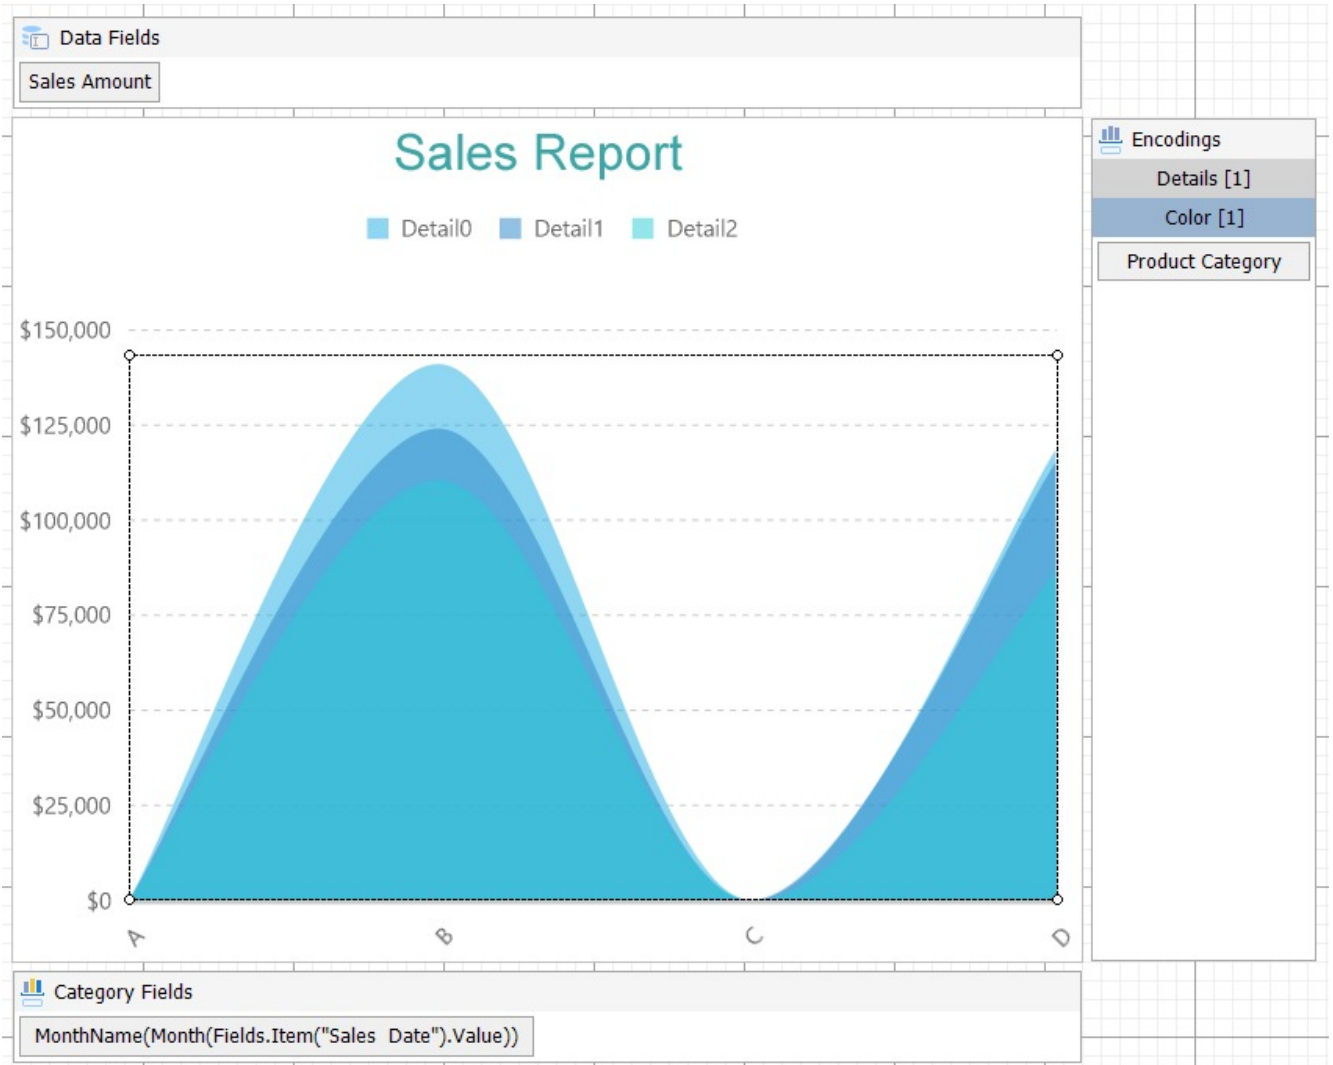 Data Fields
Sales Amount
Sales Report
Detail0 Detail1 Detail2
Encodings
Details [1]
Color [1]
Product Category
$150,000
$125,000
$100,000
$75,000
$50,000
$25,000
$0
A B C D
Category Fields
MonthName(Month(Fields.Item("Sales  Date").Value))